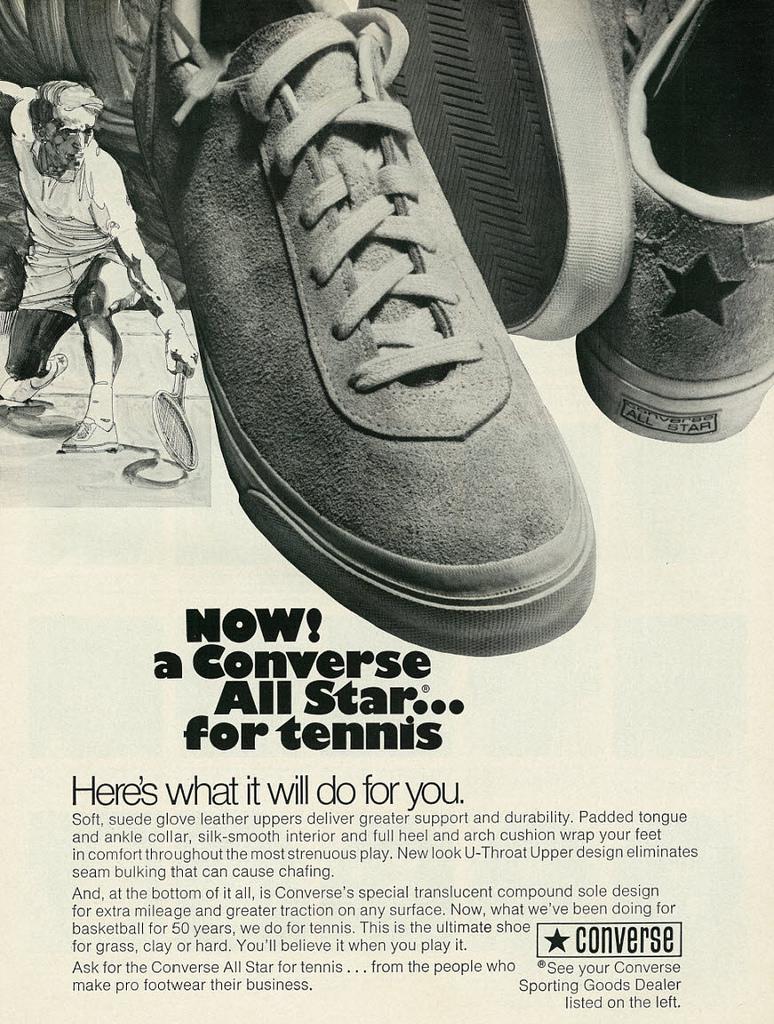 converse
ALL STAR
NOW!
a Converse
All Star®...
for tennis
Here's what it will do for you.
Soft, suede glove leather uppers deliver greater support and durability. Padded tongue
and ankle collar, silk-smooth interior and full heel and arch cushion wrap your feet
in comfort throughout the most strenuous play. New look U-Throat Upper design eliminates
seam bulking that can cause chafing.
And, at the bottom of it all, is Converse's special translucent compound sole design
for extra mileage and greater traction on any surface. Now, what we've been doing for
basketball for 50 years, we do for tennis. This is the ultimate shoe
for grass, clay or hard. You'll believe it when you play it.
Ask for the Converse All Star for tennis . . . from the people who
make pro footwear their business.
★ converse
®See your Converse
Sporting Goods Dealer
listed on the left.